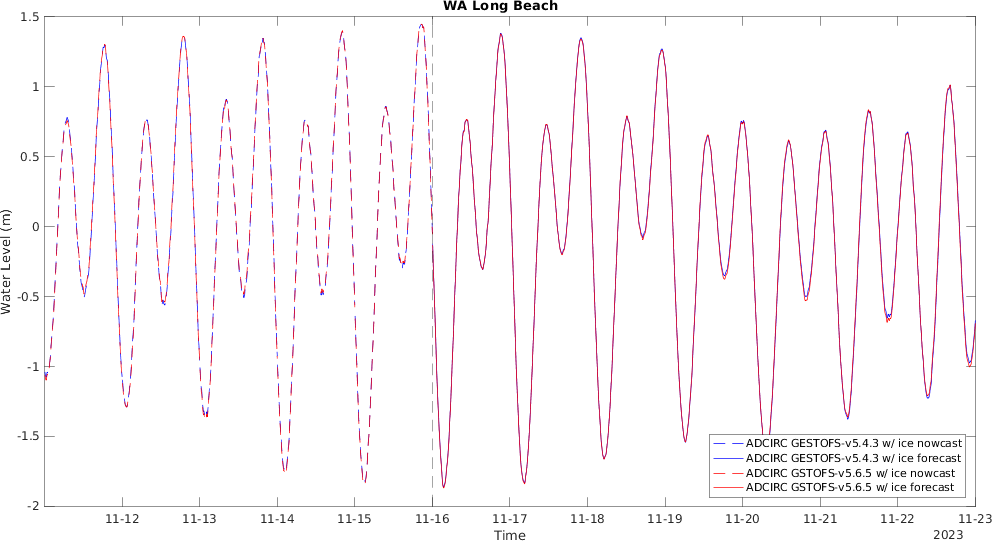 WA Long Beach
1.5
1
0.5
0
-0.5
-1
-1.5
-2
Water Level (m)
11-12 11-13 11-14 11-15 11-16 11-17 11-18 11-19 11-20 11-21 11-22 11-23
Time
2023
ADCIRC GESTOFS-v5.4.3 w/ ice nowcast
ADCIRC GESTOFS-v5.4.3 w/ ice forecast
ADCIRC GSTOFS-v5.6.5 w/ ice nowcast
ADCIRC GSTOFS-v5.6.5 w/ ice forecast